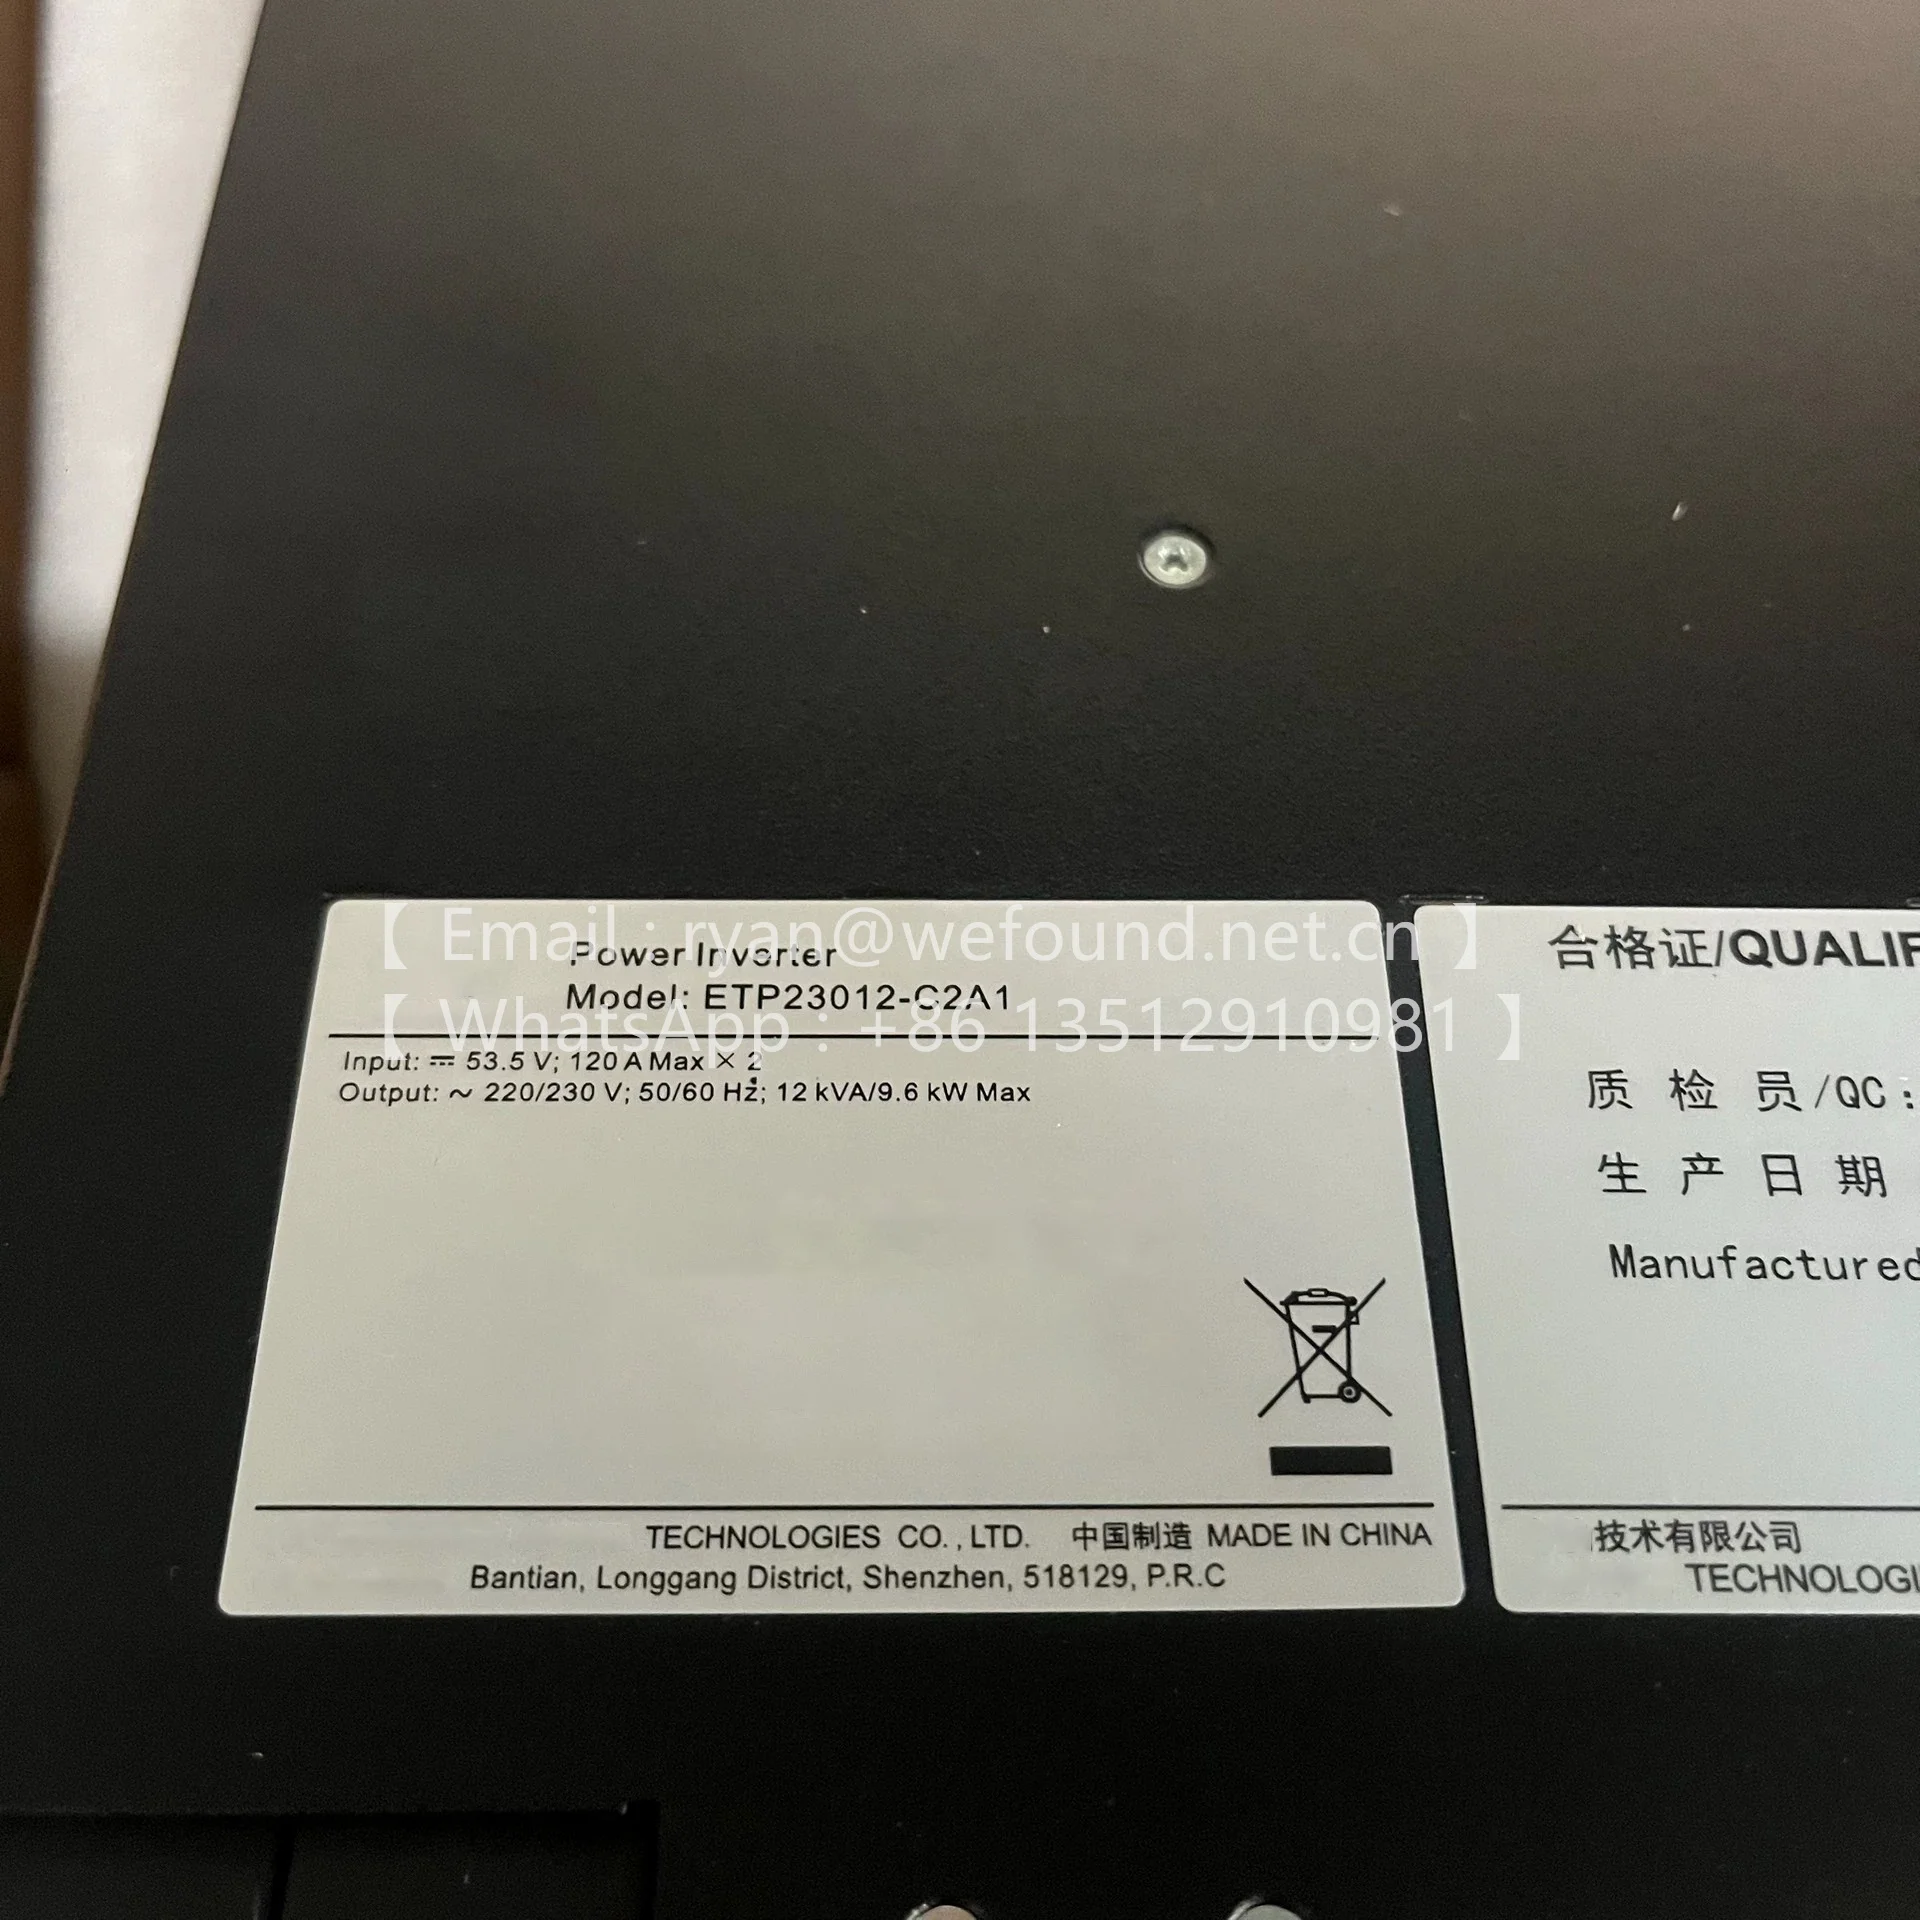 【 Email : ryan@wefound.net.cn 】
【 WhatsApp : +86 13512910981 】
Power Inverter
Model: ETP23012-C2A1
Input: ⎓ 53.5 V; 120 A Max × 2
Output: ~ 220/230 V; 50/60 Hz; 12 kVA/9.6 kW Max
TECHNOLOGIES CO., LTD. 中国制造 MADE IN CHINA
Bantian, Longgang District, Shenzhen, 518129, P.R.C
合格证/QUALIF
质 检 员/QC:
生 产 日 期
Manufactured
技术有限公司
TECHNOLOGI